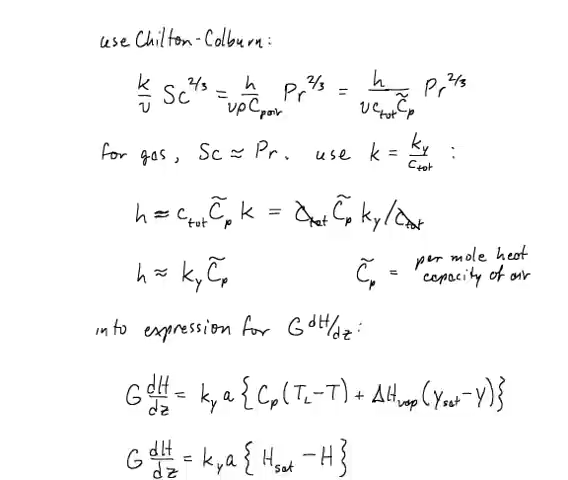 use Chilton-Colburn:
k/v Sc^2/3 = h/vρC_p air Pr^2/3 = h/v c_tot C̃_p Pr^2/3
for gas, Sc ≈ Pr. use k = k_y/c_tot :
h ≈ c_tot C̃_p k = c_tot C̃_p k_y/c_tot
h ≈ k_y C̃_p    C̃_p = per mole heat capacity of air
into expression for G dH/dz:
G dH/dz = k_y a { C_p (T_L - T) + ΔH_vap (y_sat - y) }
G dH/dz = k_y a { H_sat - H }